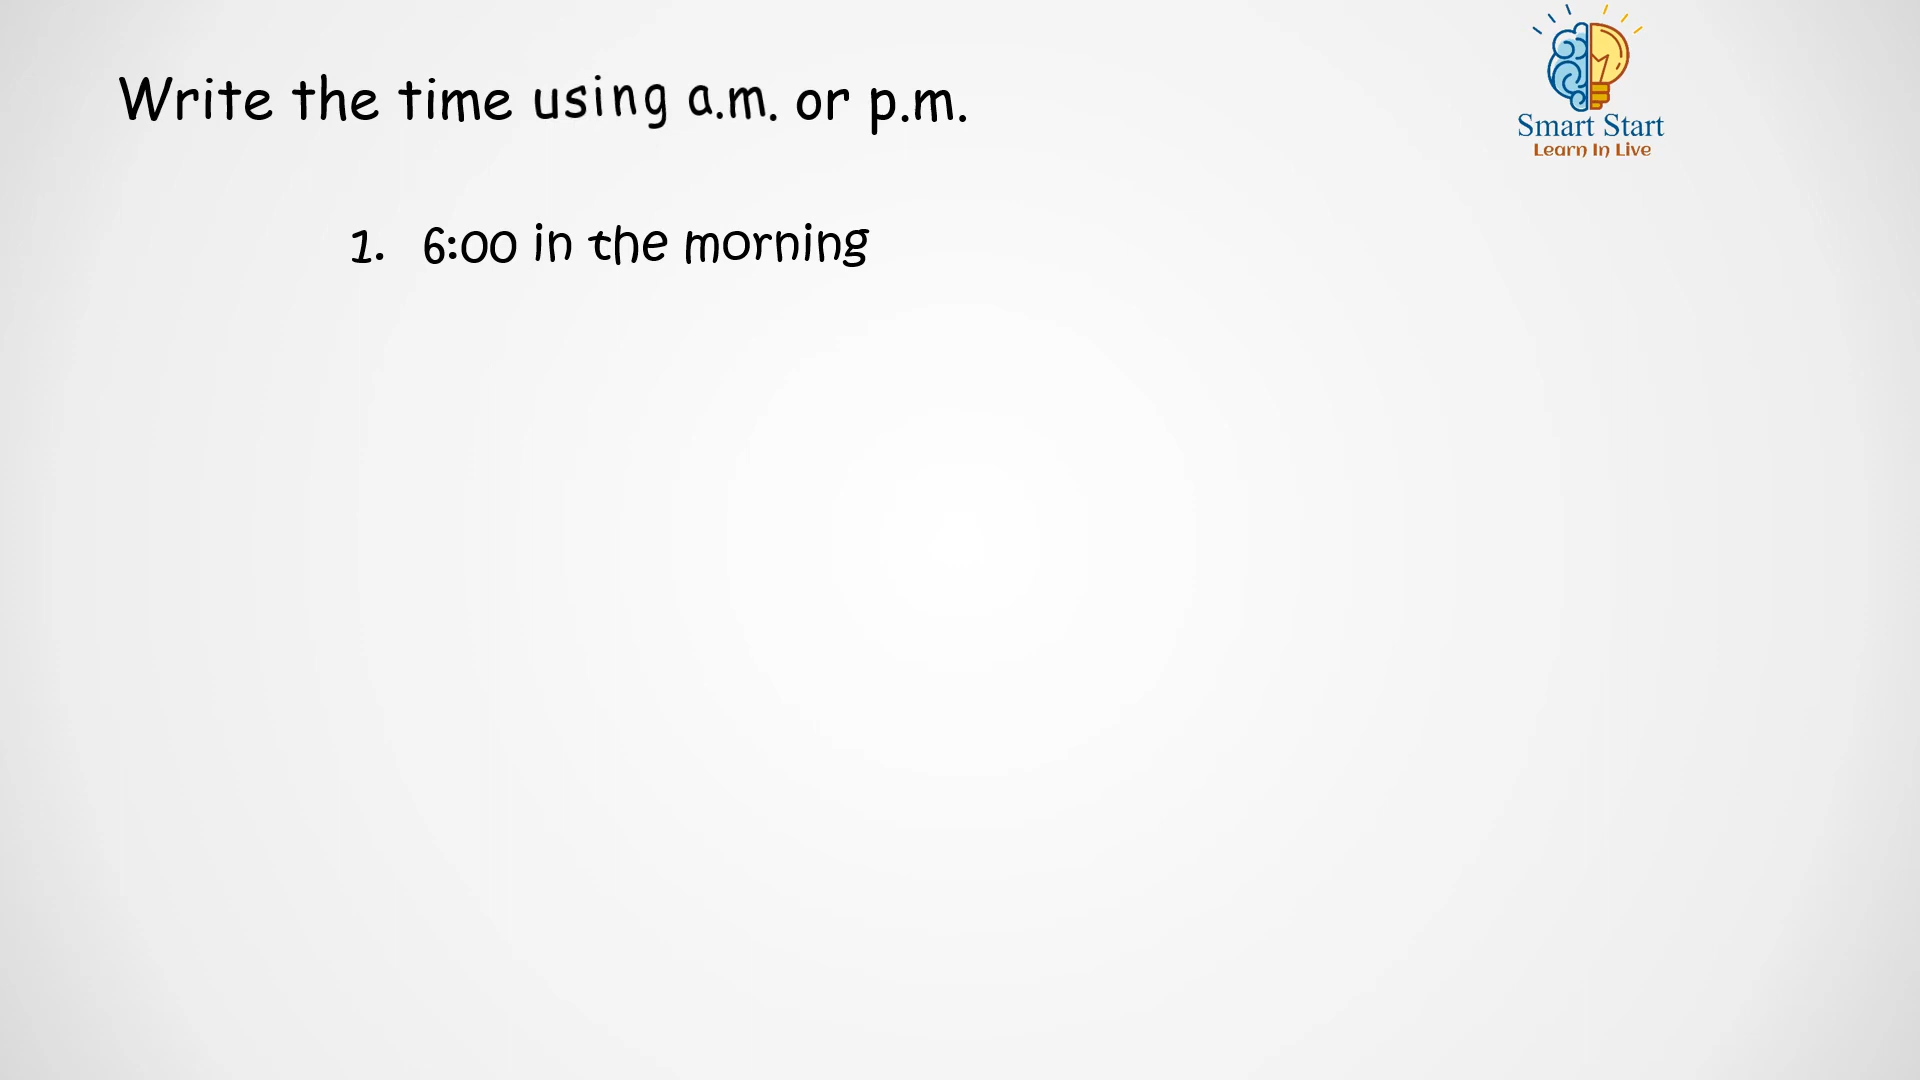 Write the time using a.m. or p.m.
Smart Start
Learn In Live
1. 6:00 in the morning